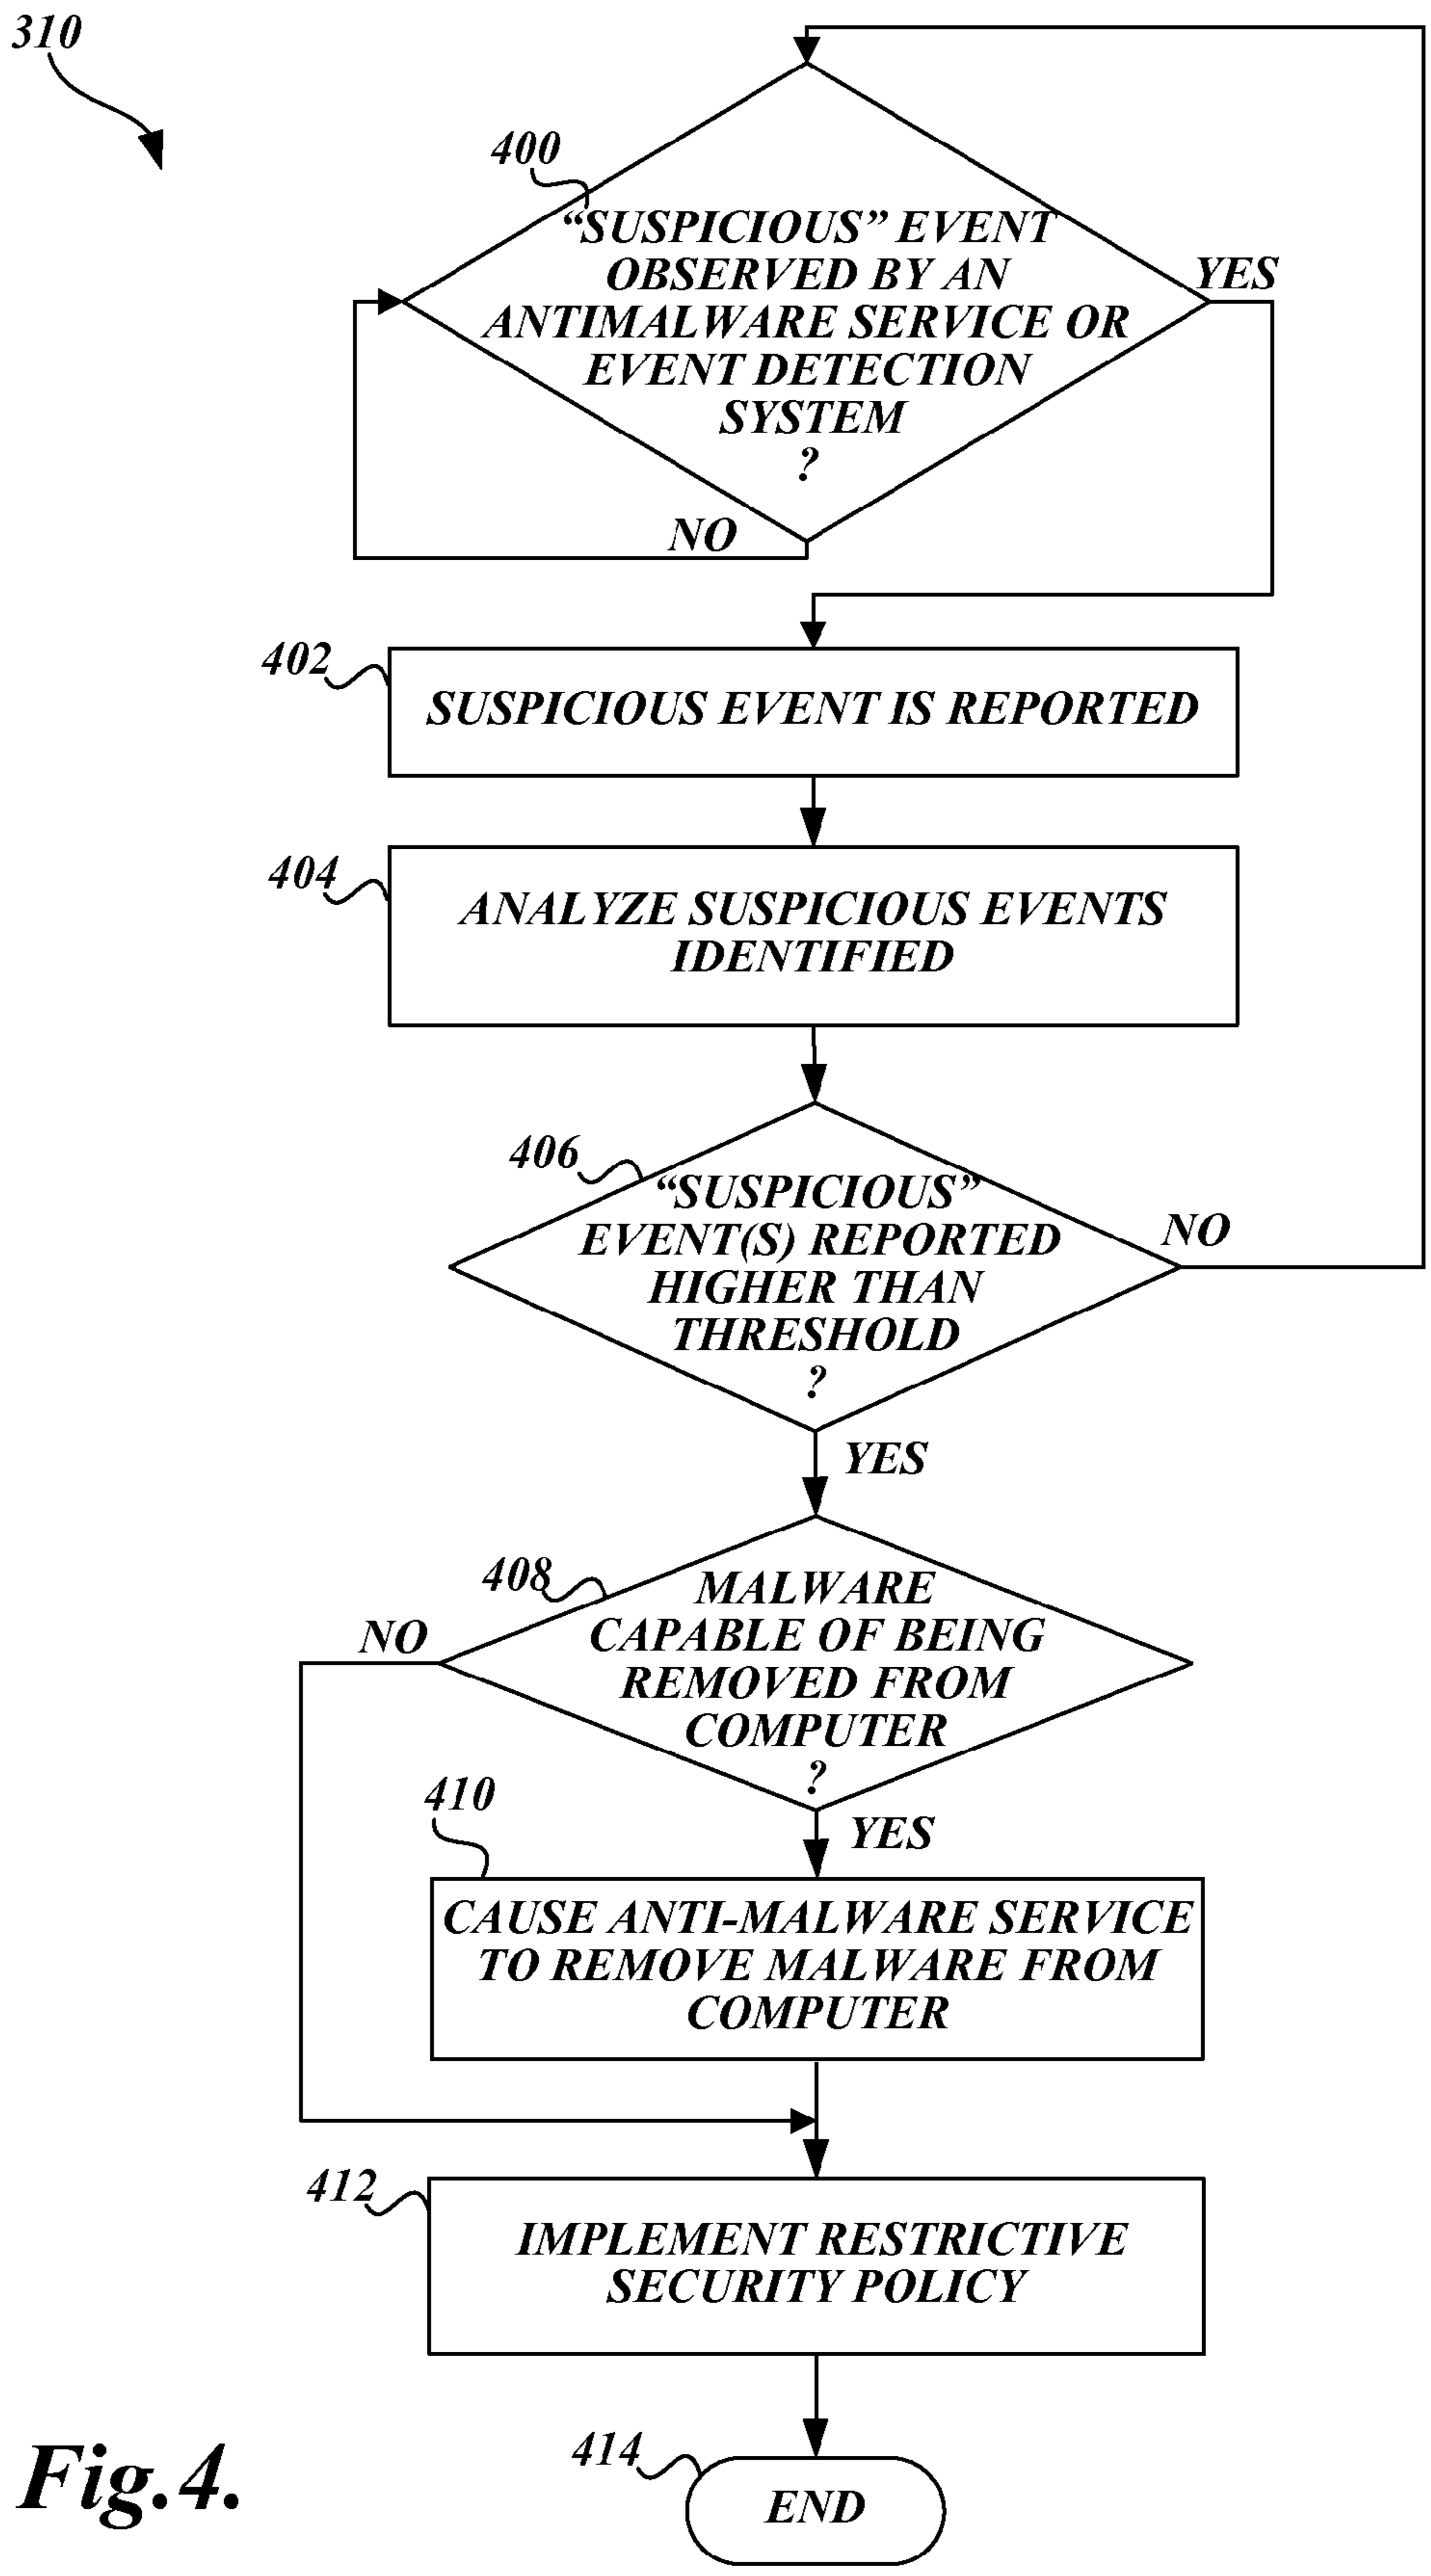 310
400
“SUSPICIOUS” EVENT
OBSERVED BY AN
ANTIMALWARE SERVICE OR
EVENT DETECTION
SYSTEM
?
YES
NO
402
SUSPICIOUS EVENT IS REPORTED
404
ANALYZE SUSPICIOUS EVENTS
IDENTIFIED
406
“SUSPICIOUS”
EVENT(S) REPORTED
HIGHER THAN
THRESHOLD
?
NO
YES
408
MALWARE
CAPABLE OF BEING
REMOVED FROM
COMPUTER
?
NO
YES
410
CAUSE ANTI-MALWARE SERVICE
TO REMOVE MALWARE FROM
COMPUTER
412
IMPLEMENT RESTRICTIVE
SECURITY POLICY
414
END
Fig.4.